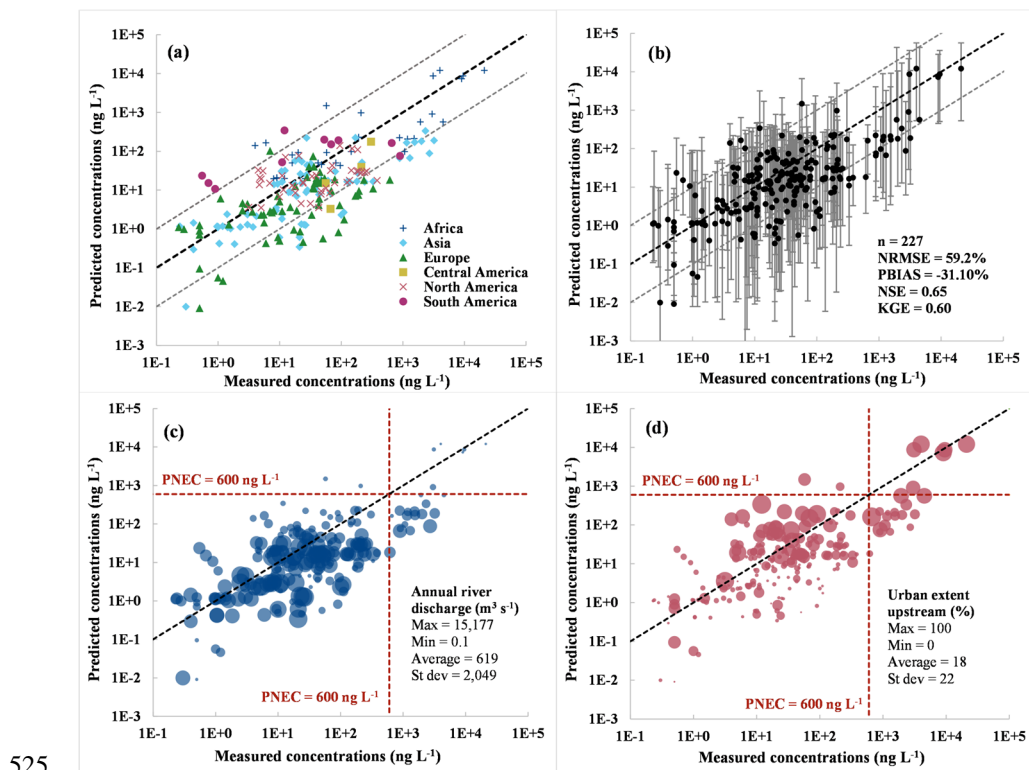 (a)
1E+5
1E+4
1E+3
1E+2
1E+1
1E+0
1E-1
1E-2
1E-3
Predicted concentrations (ng L-1)
Africa
Asia
Europe
Central America
North America
South America
1E-1 1E+0 1E+1 1E+2 1E+3 1E+4 1E+5
Measured concentrations (ng L-1)
(b)
1E+5
1E+4
1E+3
1E+2
1E+1
1E+0
1E-1
1E-2
1E-3
Predicted concentrations (ng L-1)
n = 227
NRMSE = 59.2%
PBIAS = -31.10%
NSE = 0.65
KGE = 0.60
1E-1 1E+0 1E+1 1E+2 1E+3 1E+4 1E+5
Measured concentrations (ng L-1)
(c)
1E+5
1E+4
1E+3
1E+2
1E+1
1E+0
1E-1
1E-2
1E-3
Predicted concentrations (ng L-1)
PNEC = 600 ng L-1
Annual river
discharge (m3 s-1)
Max = 15,177
Min = 0.1
Average = 619
St dev = 2,049
PNEC = 600 ng L-1
1E-1 1E+0 1E+1 1E+2 1E+3 1E+4 1E+5
Measured concentrations (ng L-1)
(d)
1E+5
1E+4
1E+3
1E+2
1E+1
1E+0
1E-1
1E-2
1E-3
Predicted concentrations (ng L-1)
PNEC = 600 ng L-1
Urban extent
upstream (%)
Max = 100
Min = 0
Average = 18
St dev = 22
PNEC = 600 ng L-1
1E-1 1E+0 1E+1 1E+2 1E+3 1E+4 1E+5
Measured concentrations (ng L-1)
525